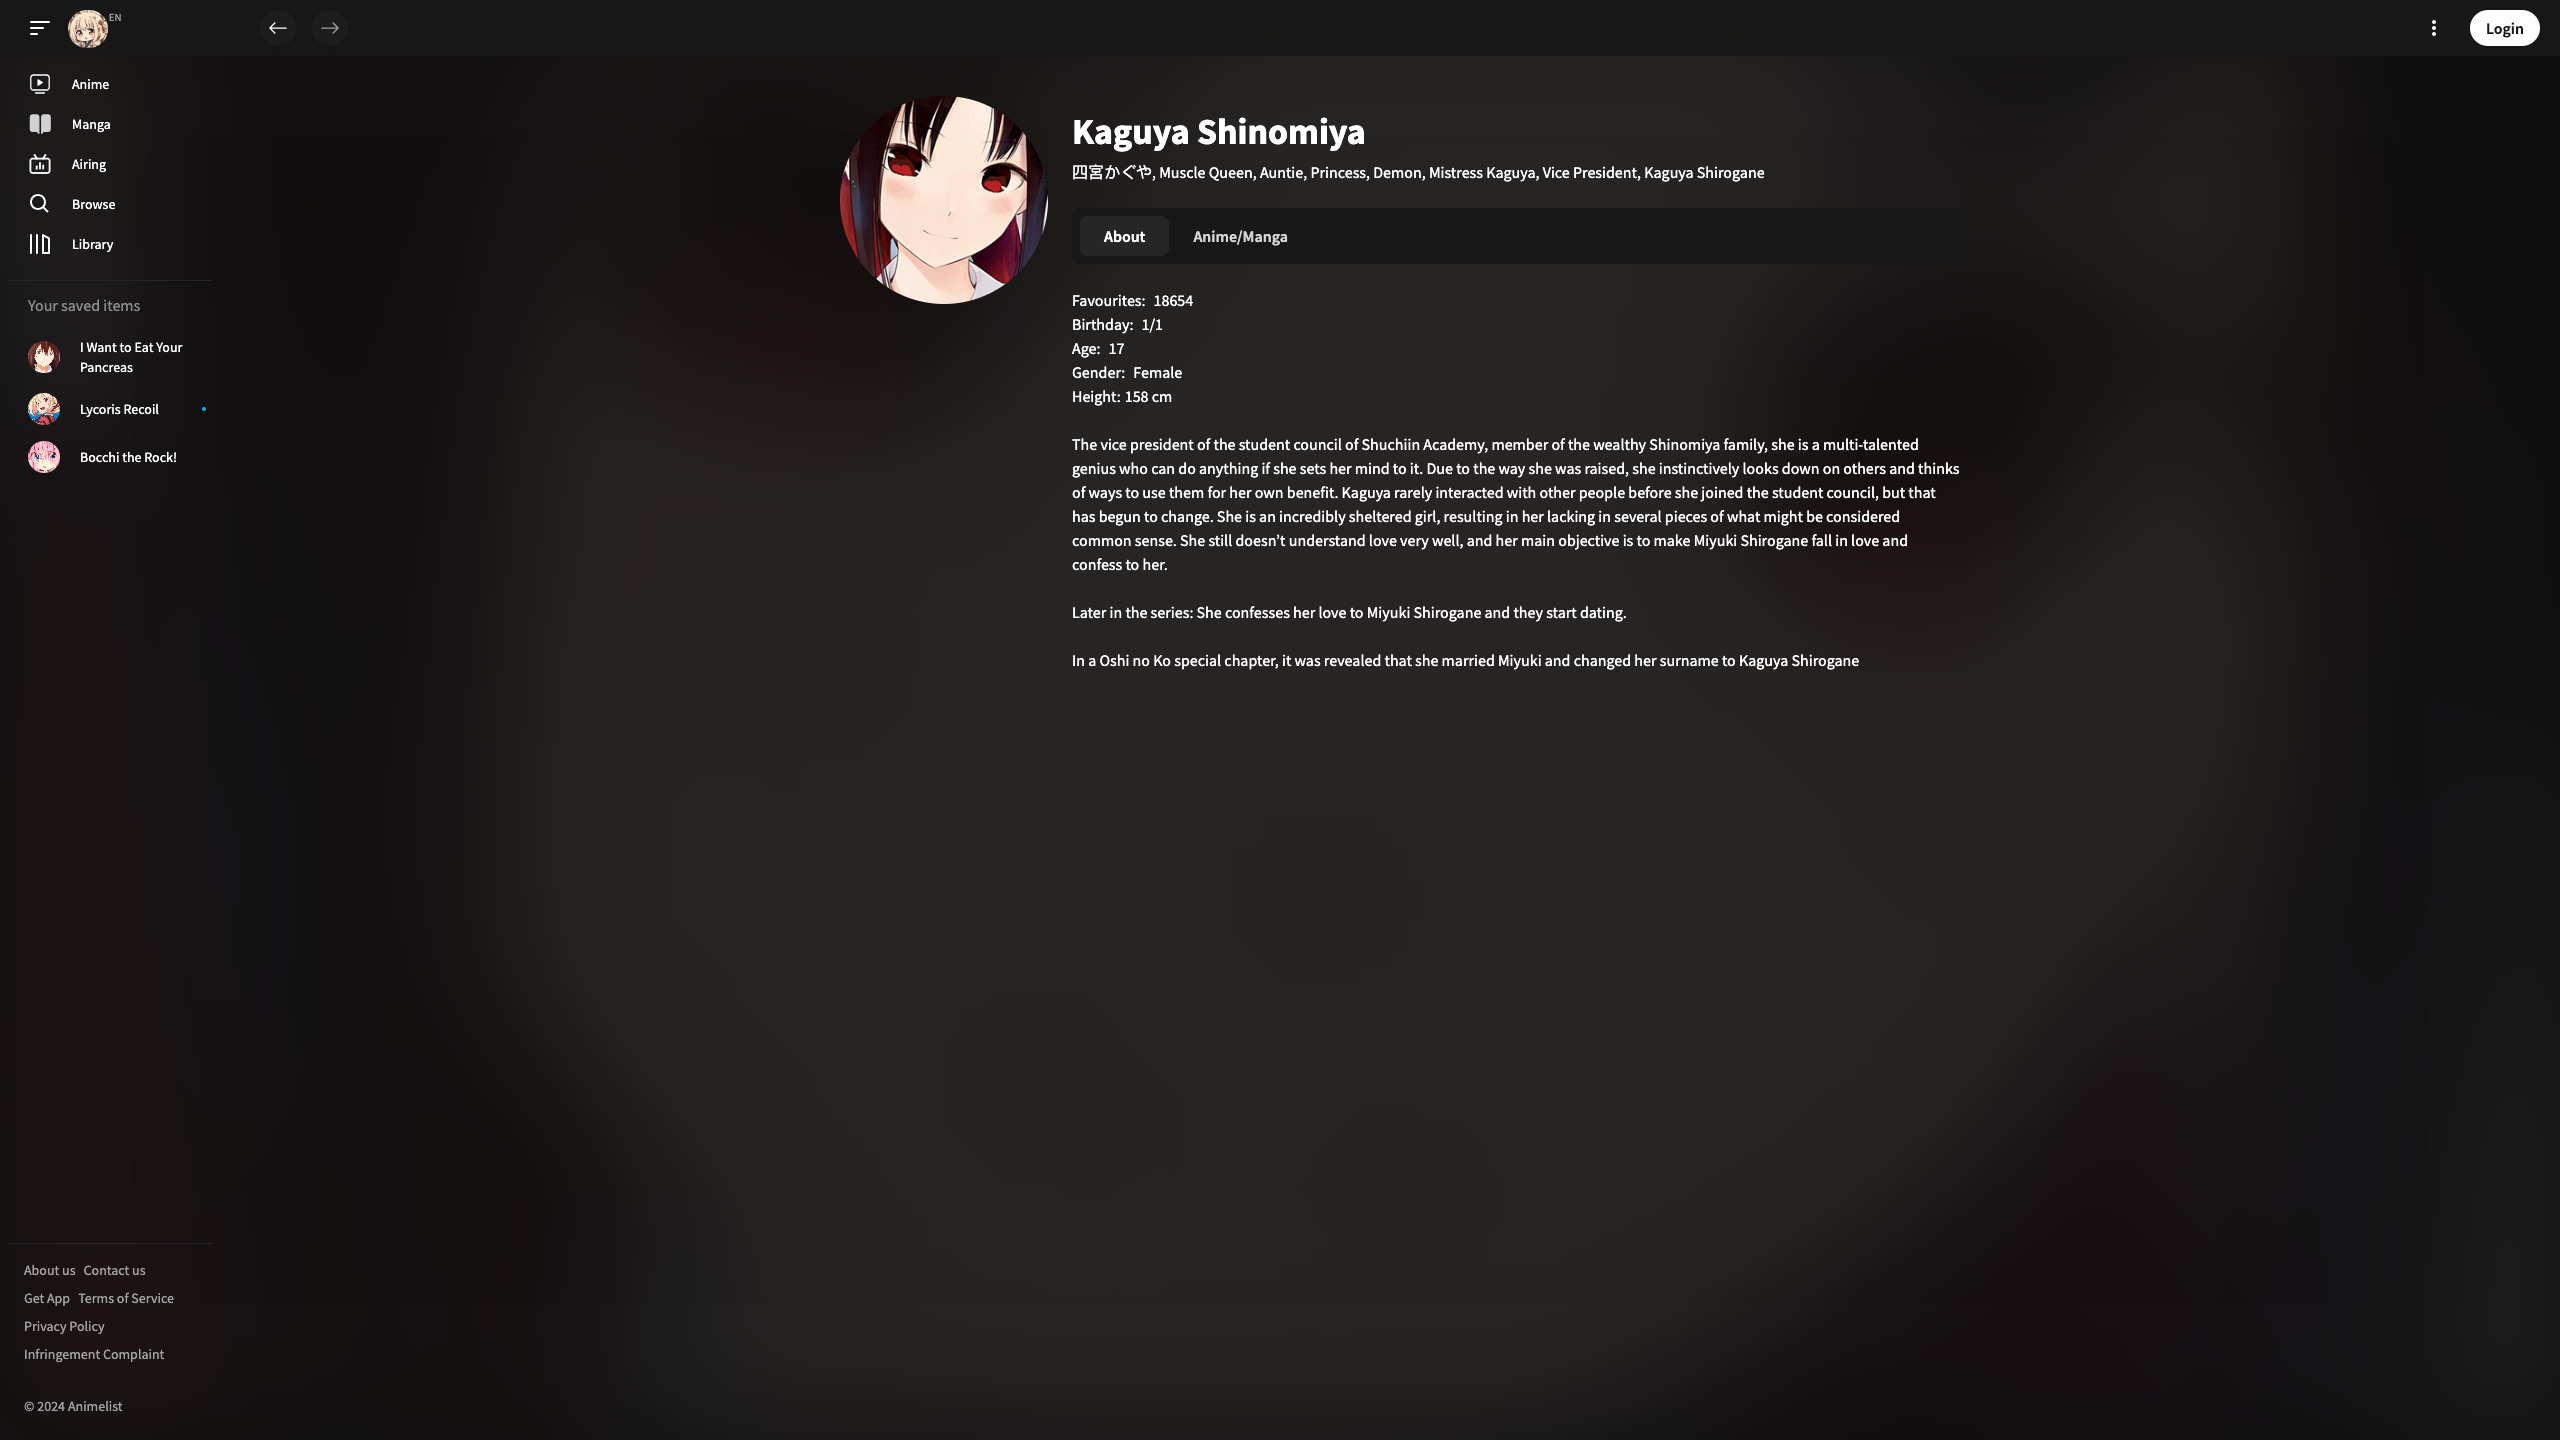 EN
Login
Anime
Manga
Airing
Browse
Library
Your saved items
I Want to Eat Your
Pancreas
Lycoris Recoil
Bocchi the Rock!
About us Contact us
Get App Terms of Service
Privacy Policy
Infringement Complaint
© 2024 Animelist
Kaguya Shinomiya
四宮かぐや, Muscle Queen, Auntie, Princess, Demon, Mistress Kaguya, Vice President, Kaguya Shirogane
About Anime/Manga
Favourites: 18654
Birthday: 1/1
Age: 17
Gender: Female
Height: 158 cm
The vice president of the student council of Shuchiin Academy, member of the wealthy Shinomiya family, she is a multi-talented
genius who can do anything if she sets her mind to it. Due to the way she was raised, she instinctively looks down on others and thinks
of ways to use them for her own benefit. Kaguya rarely interacted with other people before she joined the student council, but that
has begun to change. She is an incredibly sheltered girl, resulting in her lacking in several pieces of what might be considered
common sense. She still doesn’t understand love very well, and her main objective is to make Miyuki Shirogane fall in love and
confess to her.
Later in the series: She confesses her love to Miyuki Shirogane and they start dating.
In a Oshi no Ko special chapter, it was revealed that she married Miyuki and changed her surname to Kaguya Shirogane